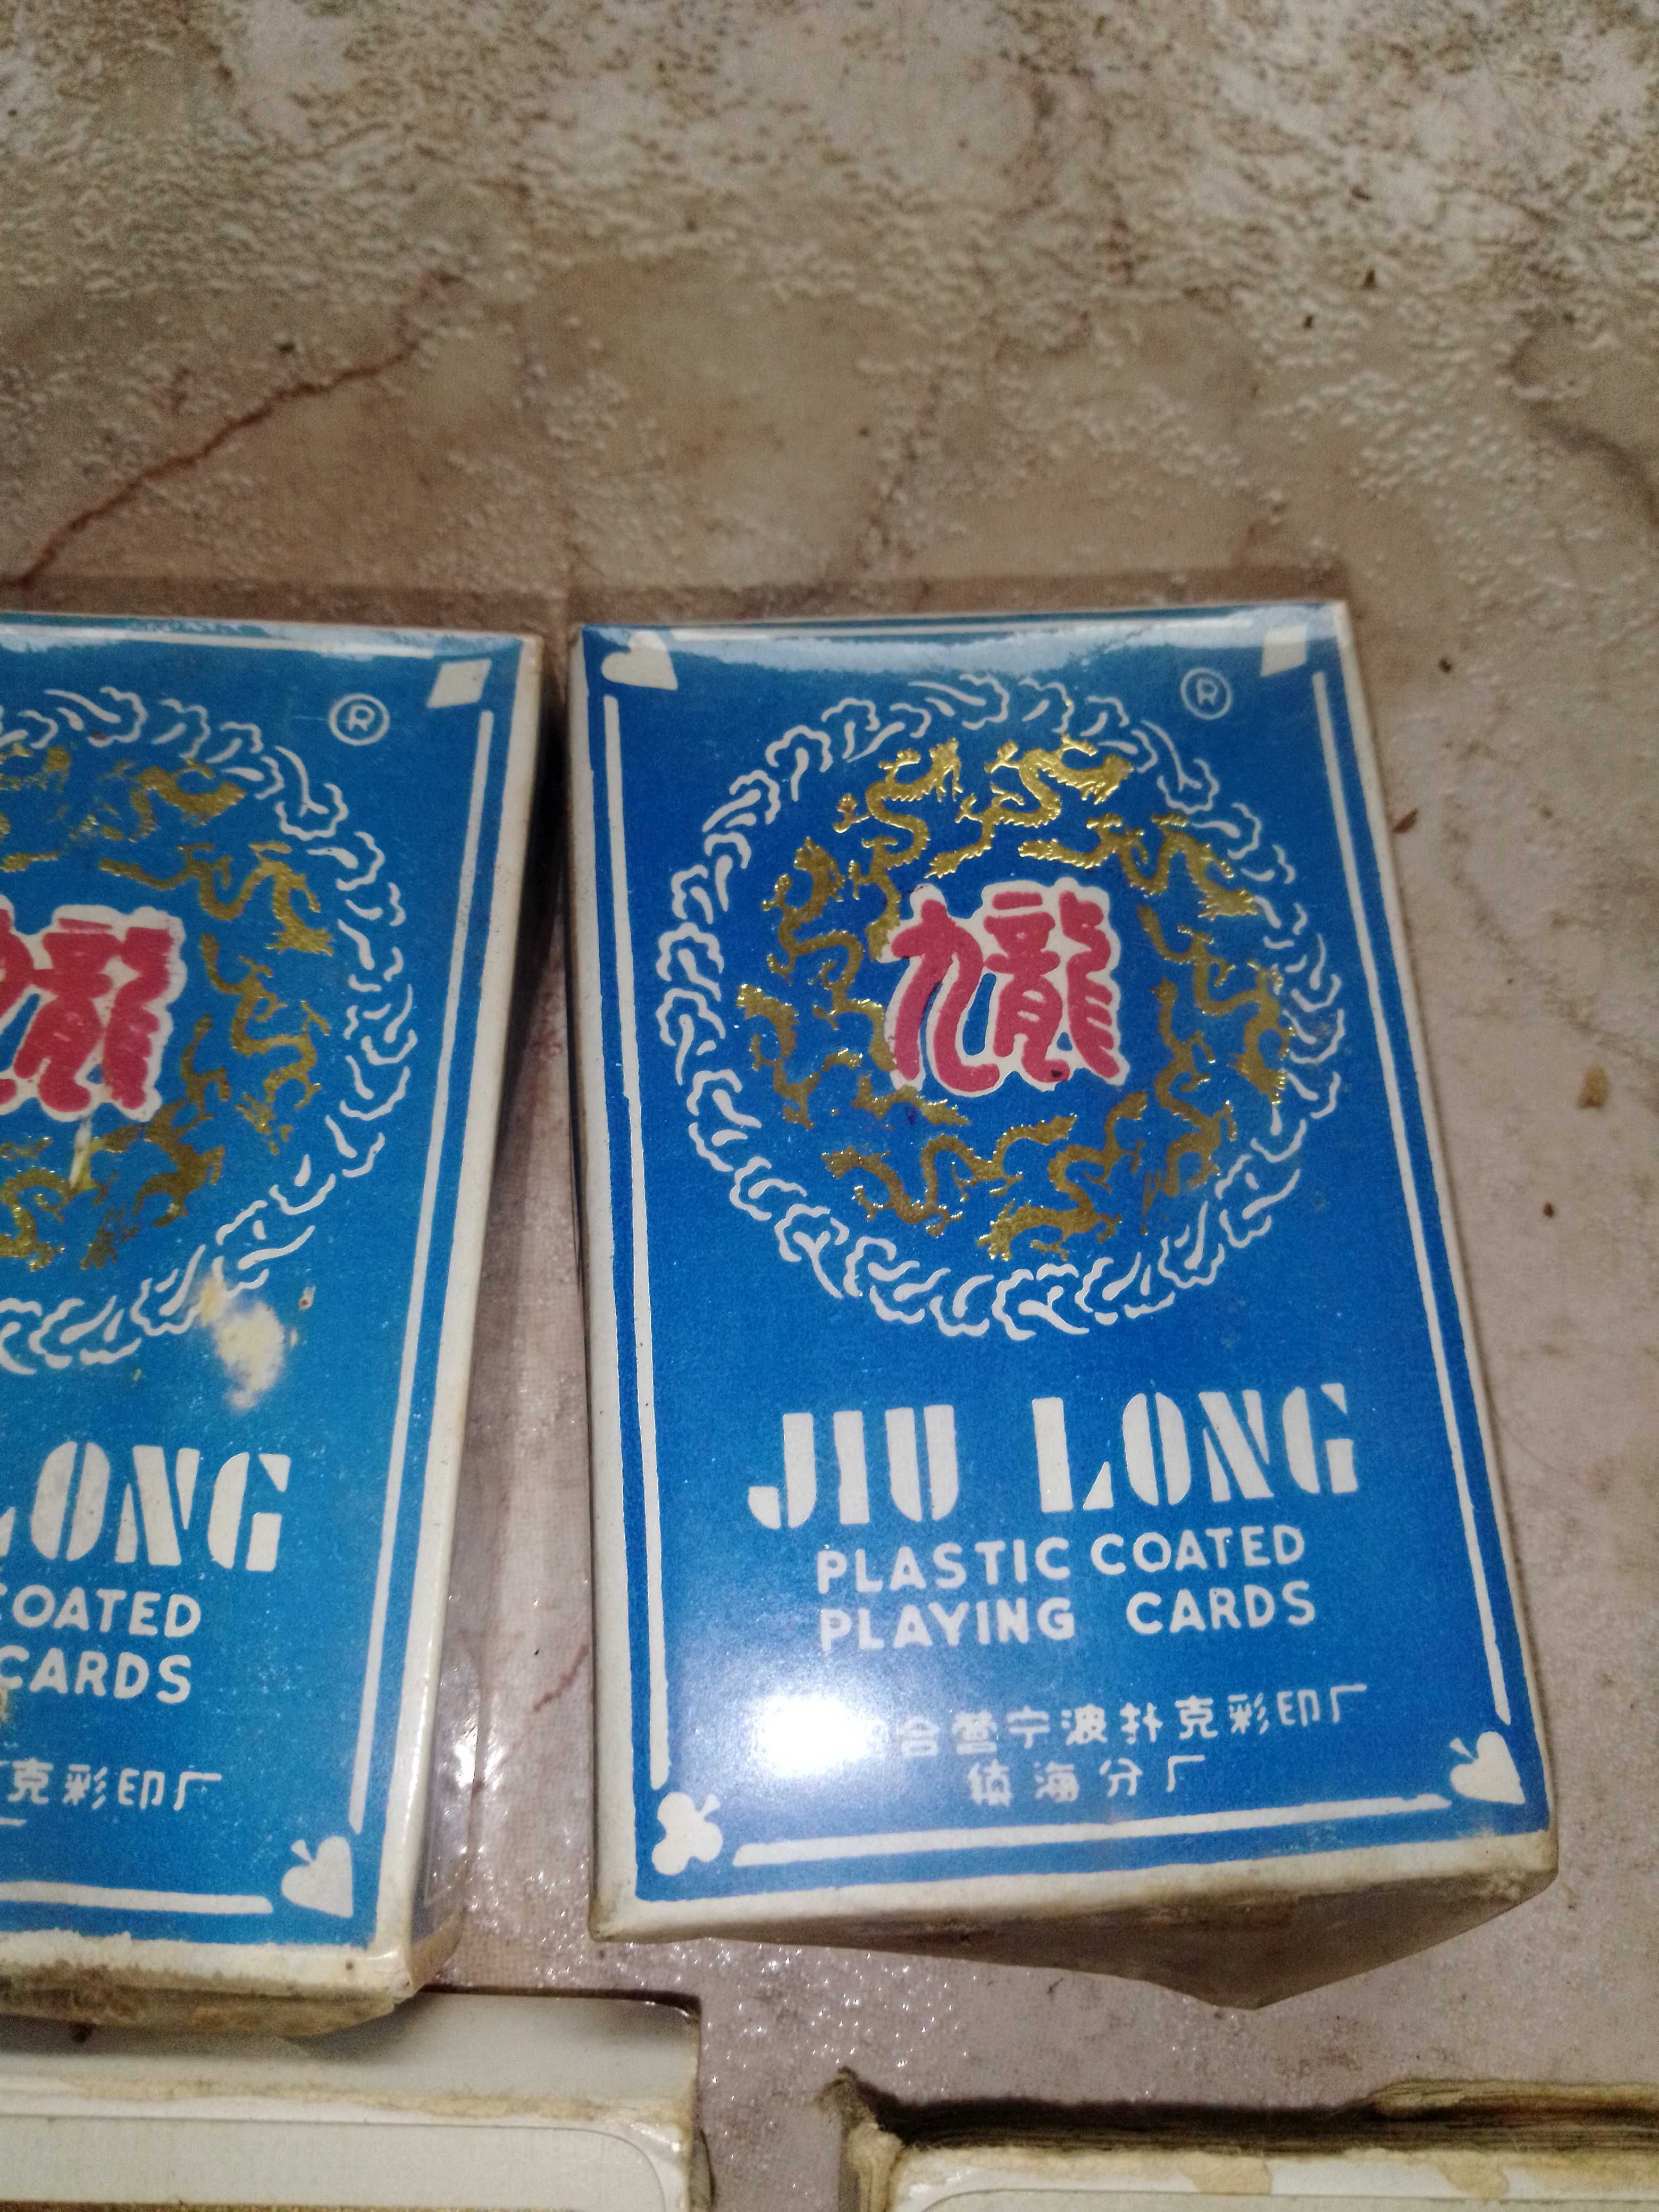 ®
龍
LONG
COATED
CARDS
克彩印厂
®
九龍
JIU LONG
PLASTIC COATED
PLAYING CARDS
合营宁波扑克彩印厂
镇海分厂